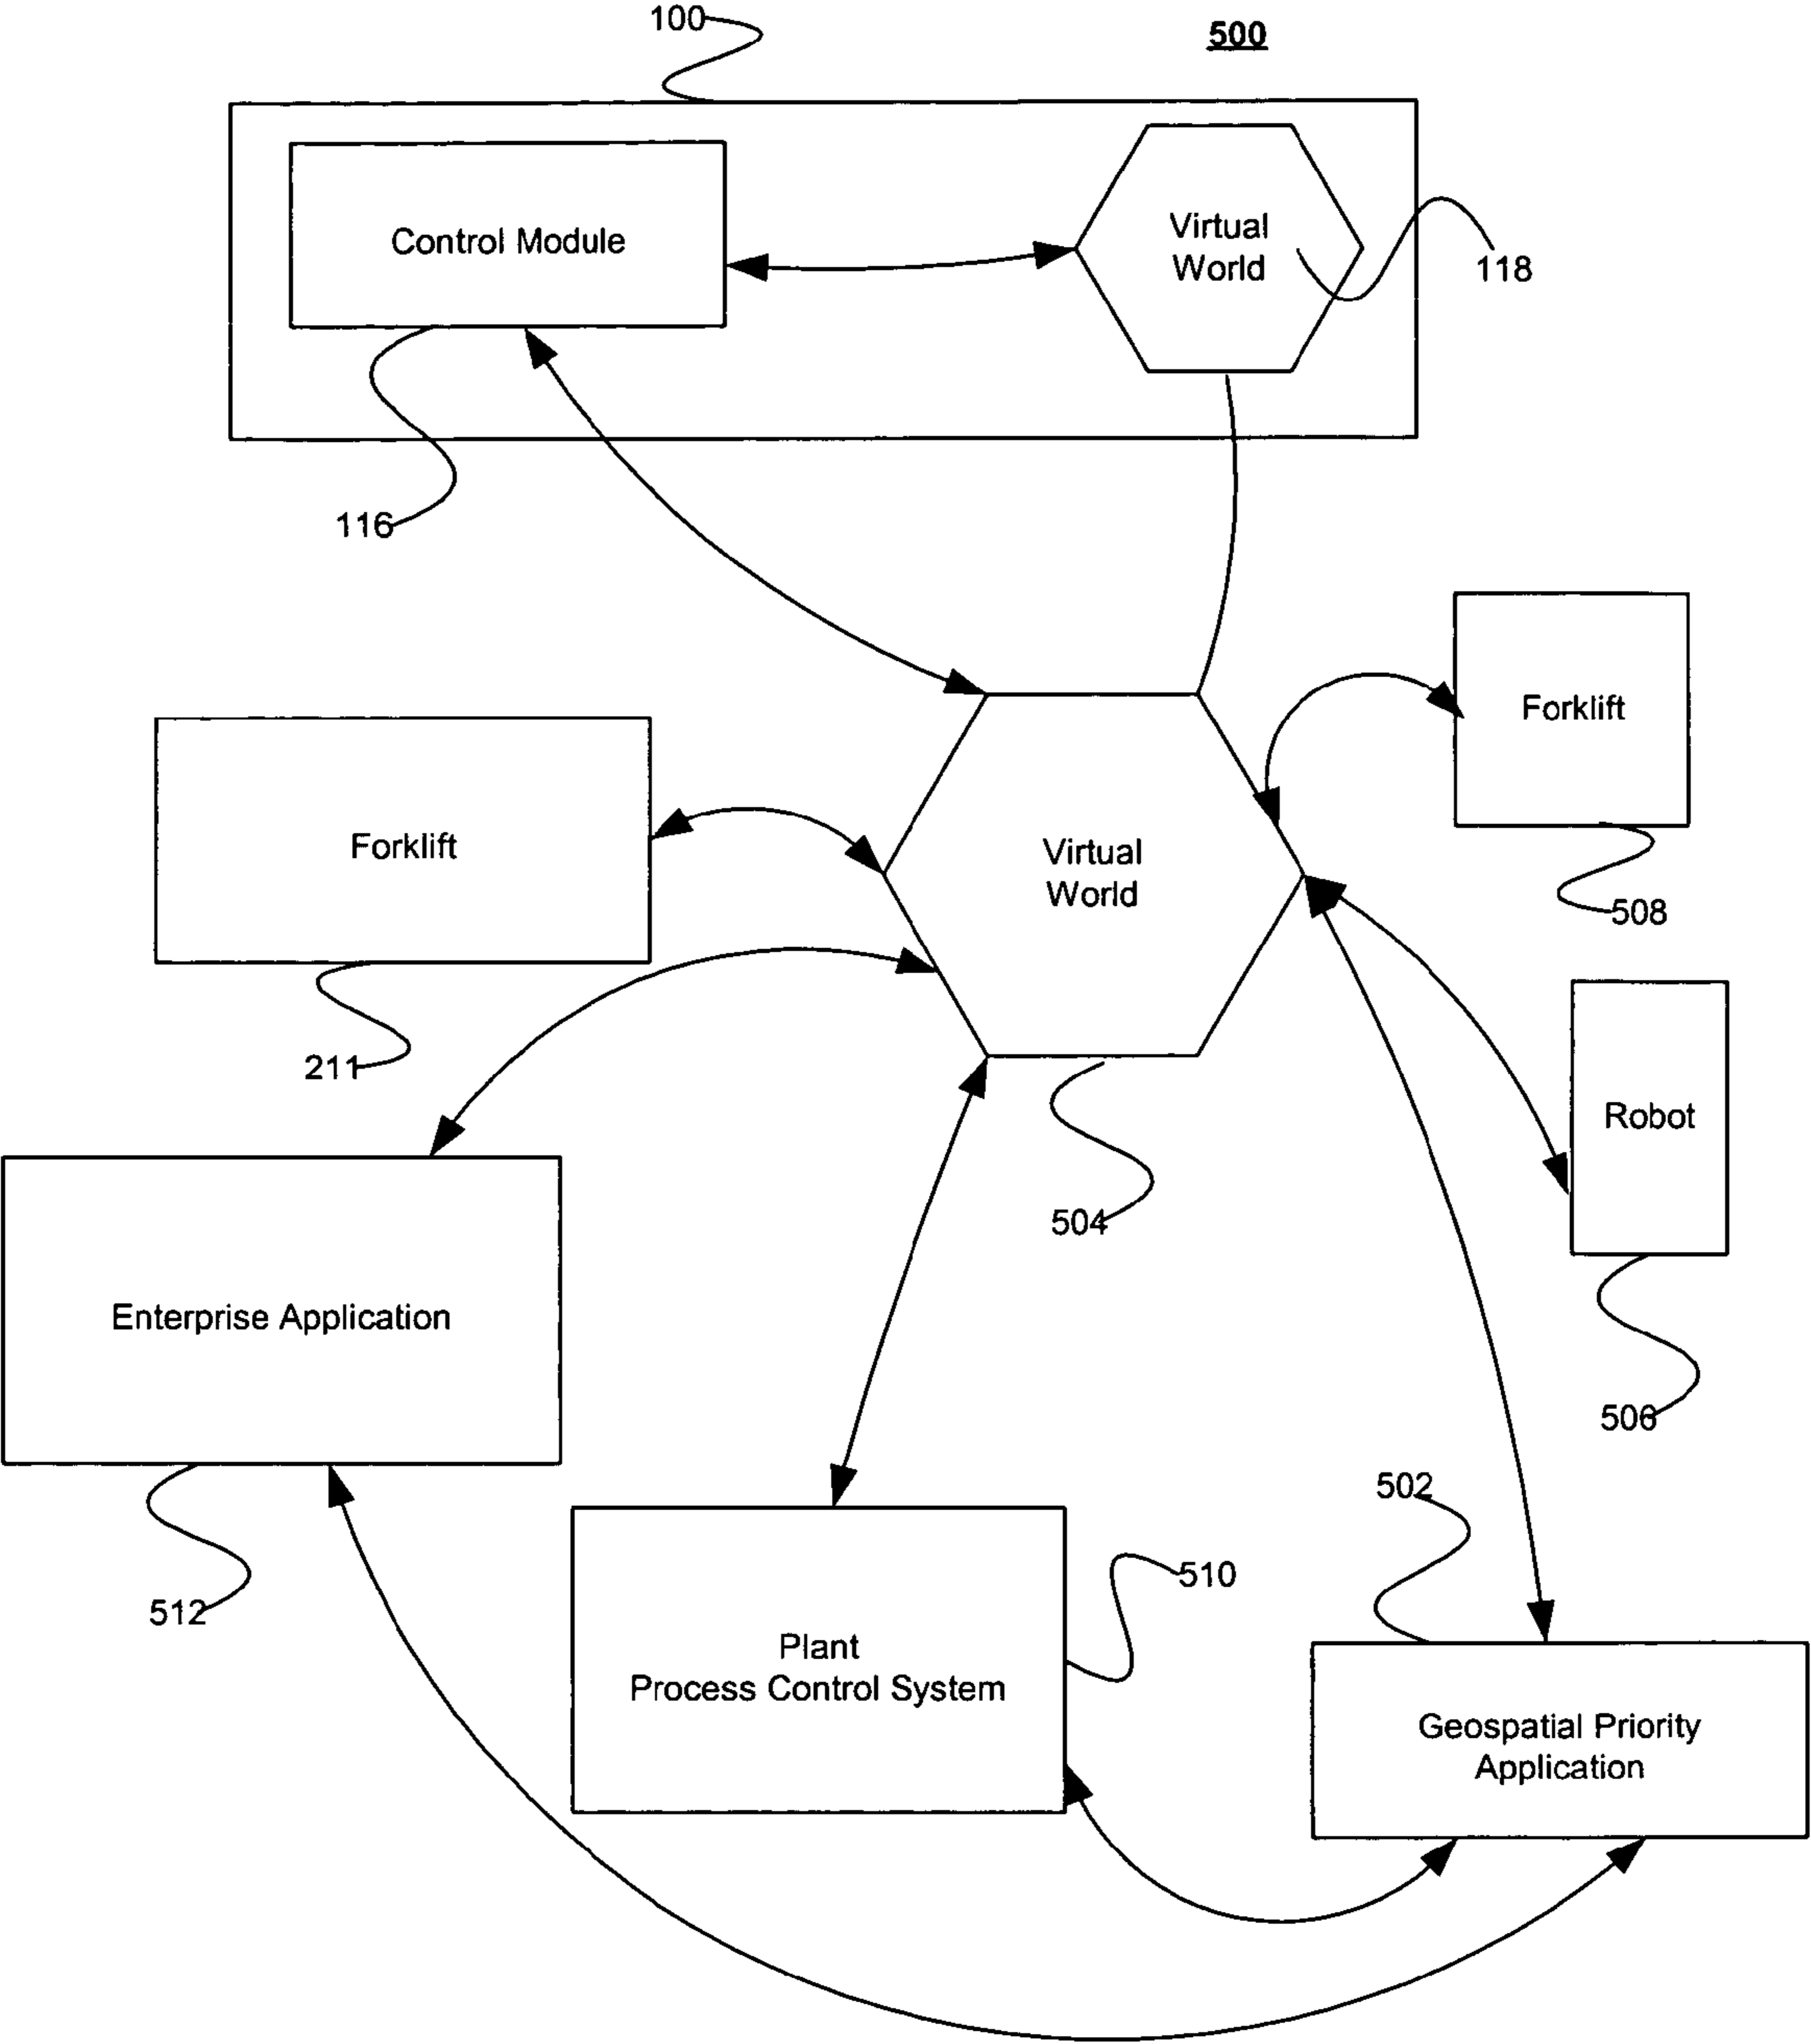 100
500
Control Module
Virtual
World
118
116
Forklift
Forklift
Virtual
World
508
211
Robot
504
Enterprise Application
506
502
510
512
Plant
Process Control System
Geospatial Priority
Application